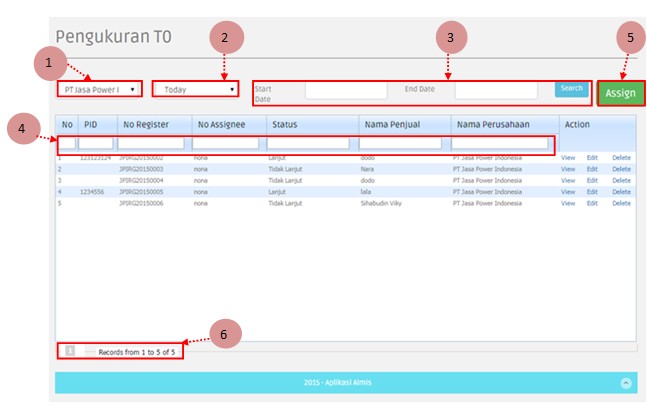 Pengukuran T0
1
2
3
5
PT Jasa Power I
Today
Start Date
End Date
Search
Assign
4
No PID No Register No Assignee Status Nama Penjual Nama Perusahaan Action
1 123123124 JPIRG20150002 nona Lanjut dodo PT Jasa Power Indonesia View Edit Delete
2 JPIRG20150003 nona Tidak Lanjut Nara PT Jasa Power Indonesia View Edit Delete
3 JPIRG20150004 nona Tidak Lanjut dodo PT Jasa Power Indonesia View Edit Delete
4 1234556 JPIRG20150005 nona Lanjut lala PT Jasa Power Indonesia View Edit Delete
5 JPIRG20150006 nona Tidak Lanjut Sihabudin Viky PT Jasa Power Indonesia View Edit Delete
6
1 Records from 1 to 5 of 5
2015 - Aplikasi Almis